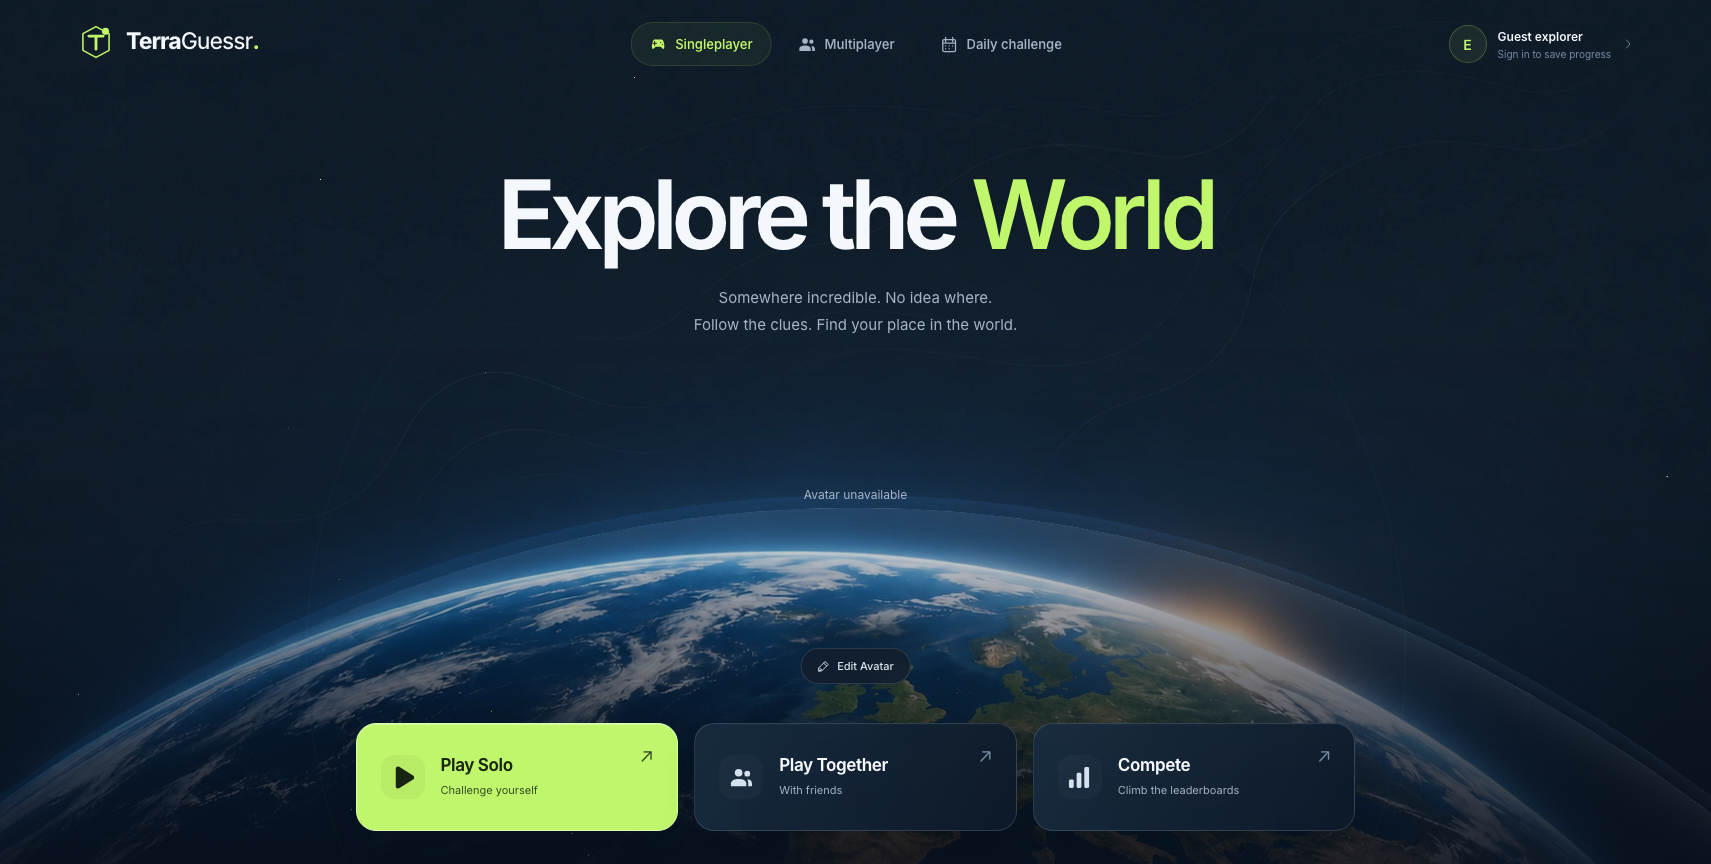 TerraGuessr.
Singleplayer
Multiplayer
Daily challenge
E
Guest explorer
Sign in to save progress
Explore the World
Somewhere incredible. No idea where.
Follow the clues. Find your place in the world.
Avatar unavailable
Edit Avatar
Play Solo
Challenge yourself
Play Together
With friends
Compete
Climb the leaderboards